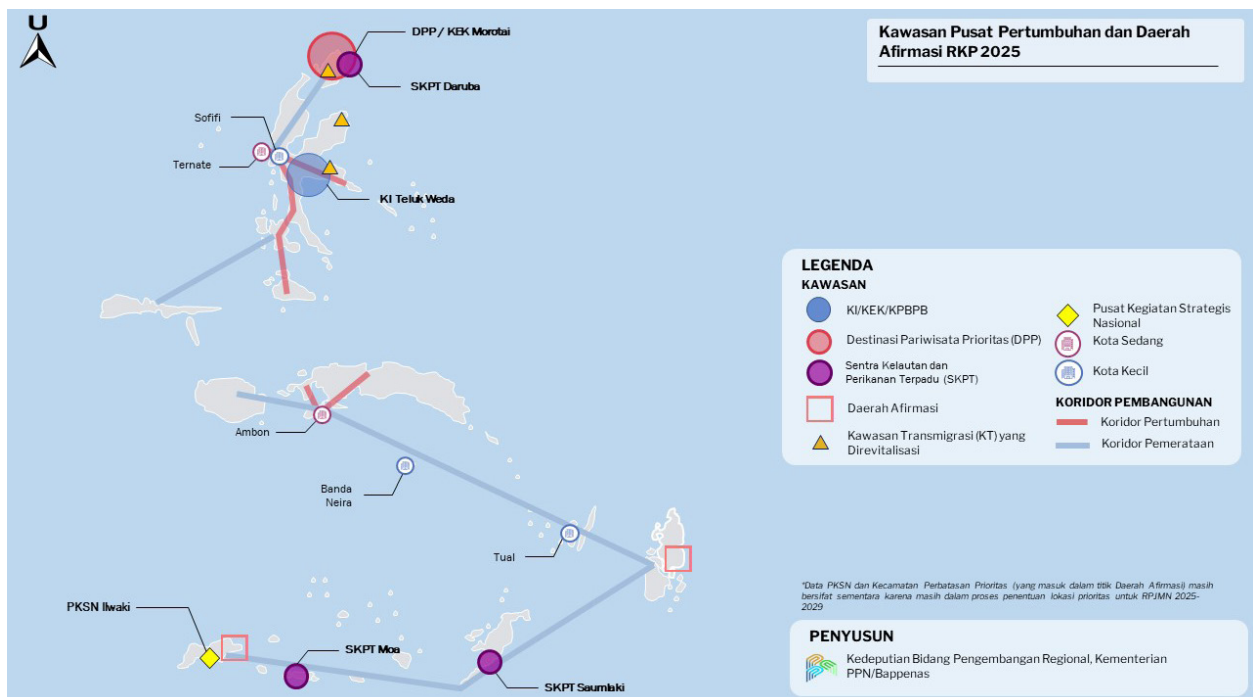 U
DPP / KEK Morotai
Kawasan Pusat Pertumbuhan dan Daerah
Afirmasi RKP 2025
SKPT Daruba
Sofifi
Ternate
KI Teluk Weda
LEGENDA
KAWASAN
KI/KEK/KPBPB
Destinasi Pariwisata Prioritas (DPP)
Sentra Kelautan dan
Perikanan Terpadu (SKPT)
Daerah Afirmasi
Kawasan Transmigrasi (KT) yang
Direvitalisasi
Pusat Kegiatan Strategis
Nasional
Kota Sedang
Kota Kecil
KORIDOR PEMBANGUNAN
Koridor Pertumbuhan
Koridor Pemerataan
Ambon
Banda
Neira
Tual
*Data PKSN dan Kecamatan Perbatasan Prioritas (yang masuk dalam titik Daerah Afirmasi) masih
bersifat sementara karena masih dalam proses penentuan lokasi prioritas untuk RPJMN 2025-
2029
PKSN Ilwaki
SKPT Moa
SKPT Saumlaki
PENYUSUN
Kedeputian Bidang Pengembangan Regional, Kementerian
PPN/Bappenas